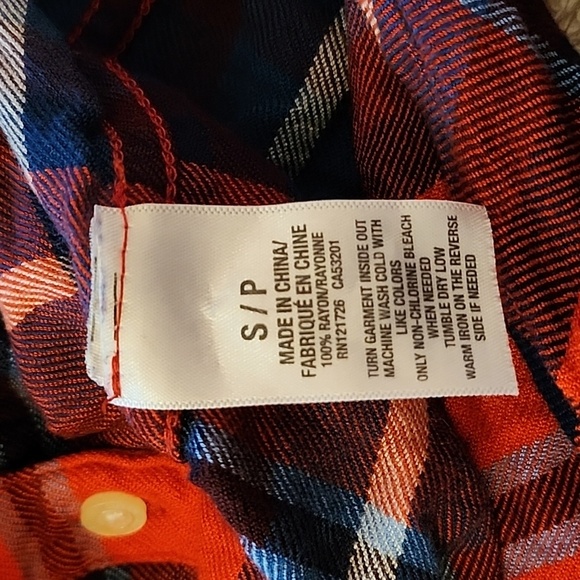 S / P
MADE IN CHINA/
FABRIQUÉ EN CHINE
100% RAYON/RAYONNE
RN121726 CA53201
TURN GARMENT INSIDE OUT
MACHINE WASH COLD WITH
LIKE COLORS
ONLY NON-CHLORINE BLEACH
WHEN NEEDED
TUMBLE DRY LOW
WARM IRON ON THE REVERSE
SIDE IF NEEDED